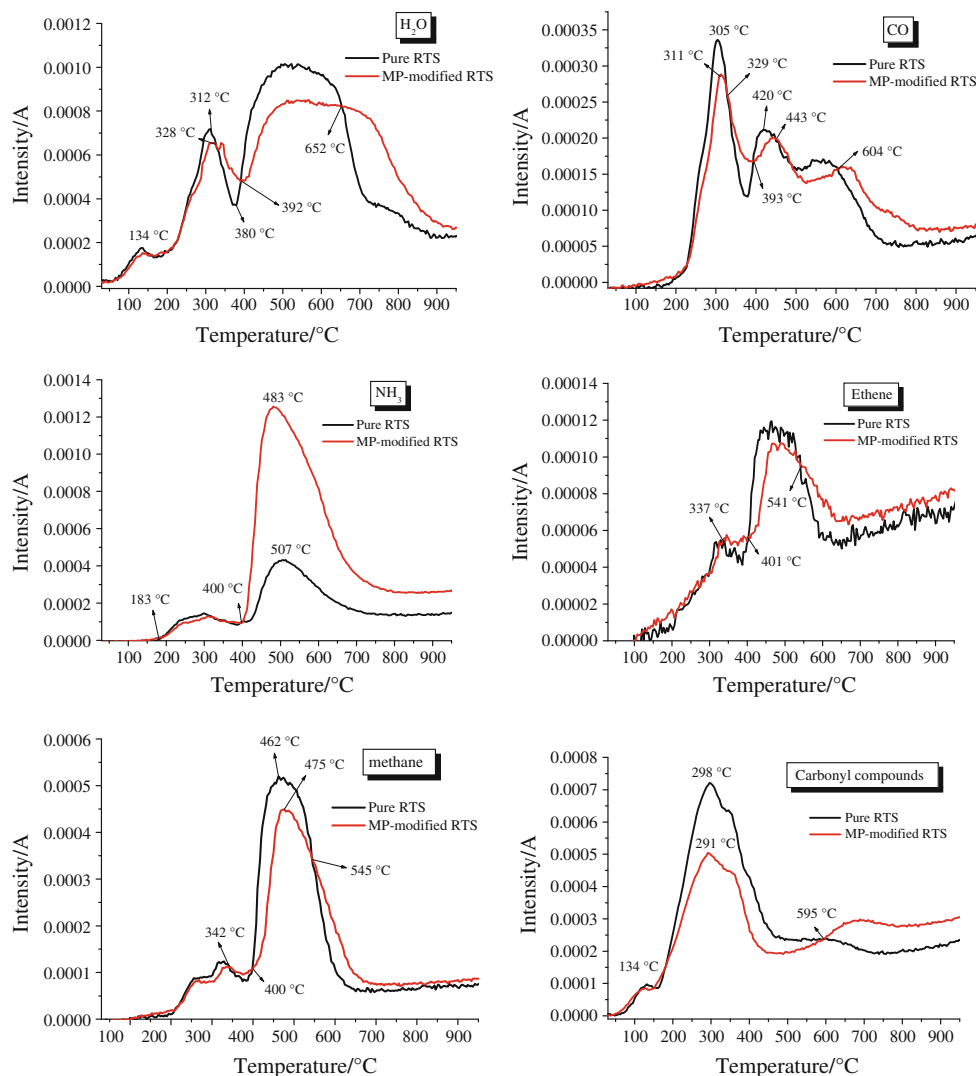 H₂O
Pure RTS
MP-modified RTS
312 °C
328 °C
134 °C
652 °C
392 °C
380 °C
0.0012
0.0010
0.0008
0.0006
0.0004
0.0002
0.0000
Intensity/A
100 200 300 400 500 600 700 800 900
Temperature/°C
CO
Pure RTS
MP-modified RTS
305 °C
311 °C
329 °C
420 °C
443 °C
604 °C
393 °C
0.00035
0.00030
0.00025
0.00020
0.00015
0.00010
0.00005
0.00000
Intensity/A
100 200 300 400 500 600 700 800 900
Temperature/°C
NH₃
Pure RTS
MP-modified RTS
483 °C
507 °C
400 °C
183 °C
0.0014
0.0012
0.0010
0.0008
0.0006
0.0004
0.0002
0.0000
Intensity/A
100 200 300 400 500 600 700 800 900
Temperature/°C
Ethene
Pure RTS
MP-modified RTS
337 °C
541 °C
401 °C
0.00014
0.00012
0.00010
0.00008
0.00006
0.00004
0.00002
0.00000
Intensity/A
100 200 300 400 500 600 700 800 900
Temperature/°C
methane
Pure RTS
MP-modified RTS
462 °C
475 °C
545 °C
342 °C
400 °C
0.0006
0.0005
0.0004
0.0003
0.0002
0.0001
0.0000
Intensity/A
100 200 300 400 500 600 700 800 900
Temperature/°C
Carbonyl compounds
Pure RTS
MP-modified RTS
298 °C
291 °C
595 °C
134 °C
0.0008
0.0007
0.0006
0.0005
0.0004
0.0003
0.0002
0.0001
0.0000
Intensity/A
100 200 300 400 500 600 700 800 900
Temperature/°C